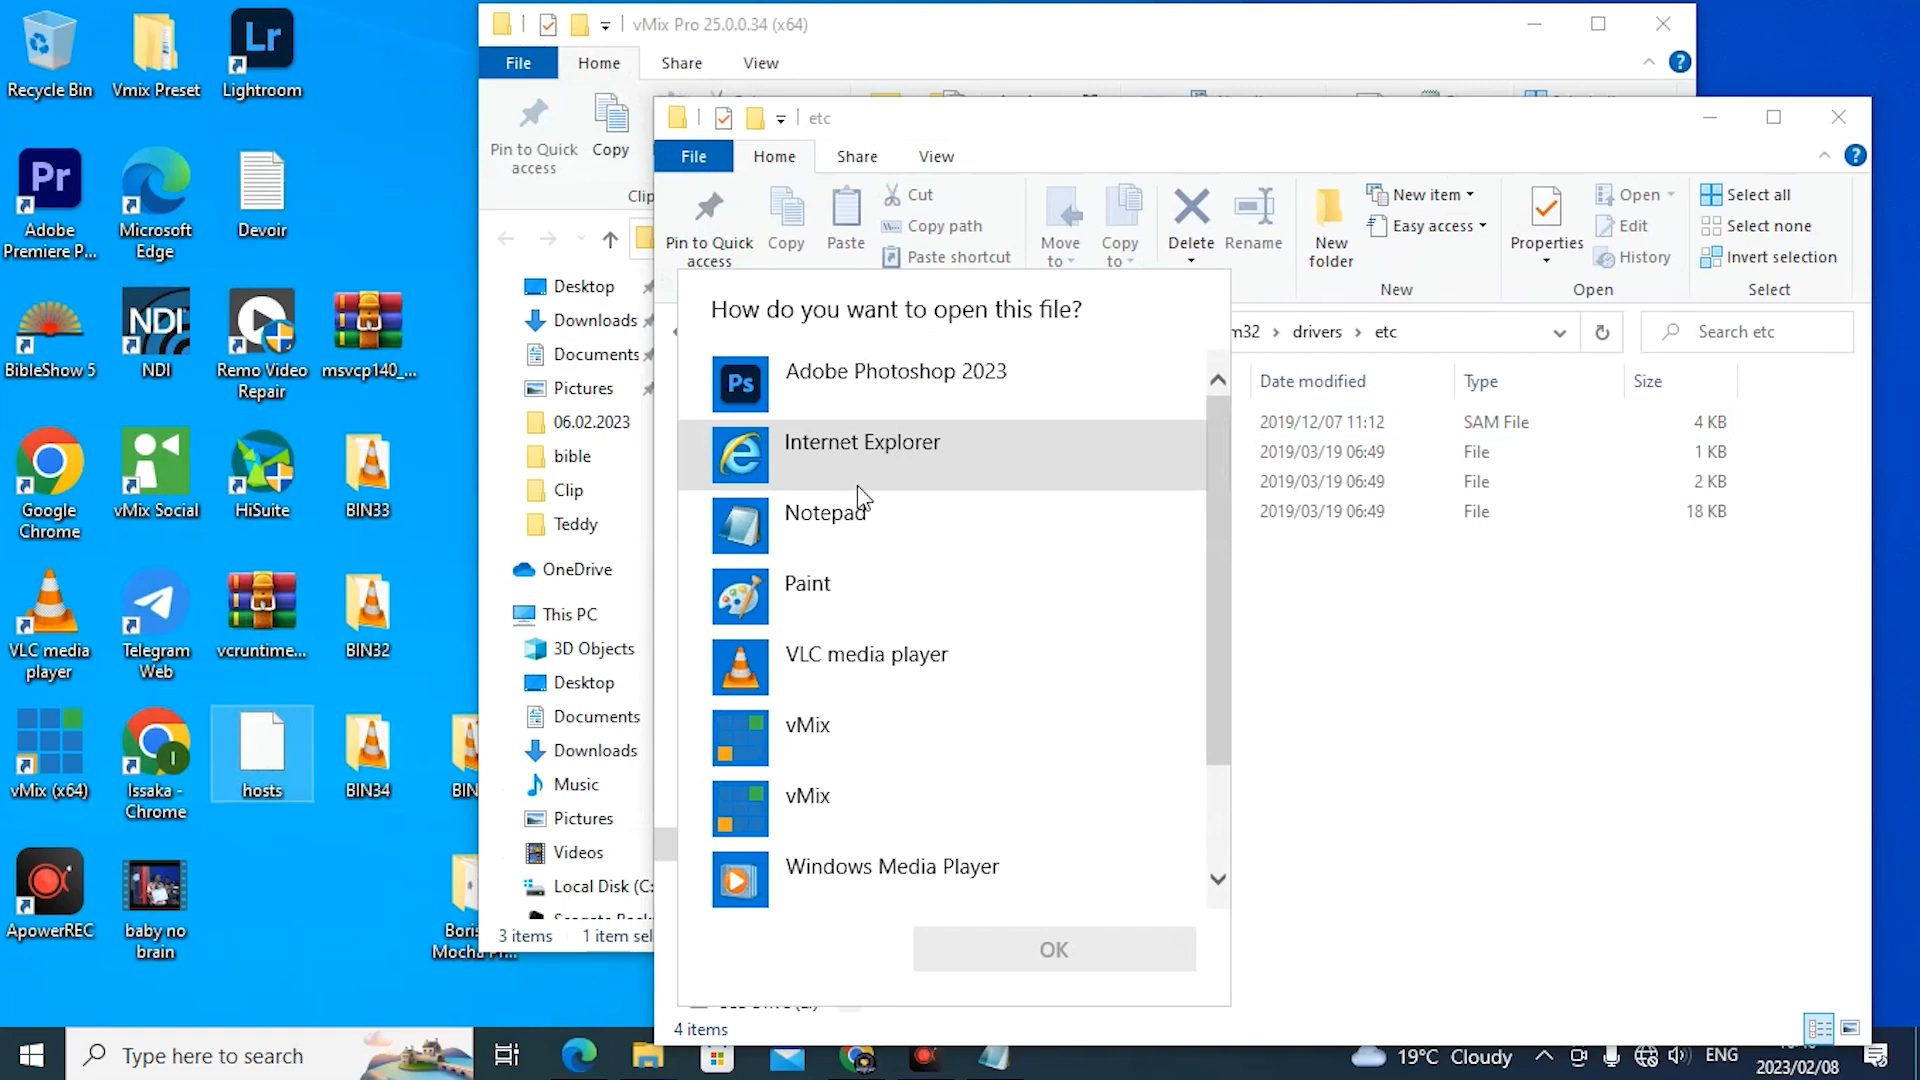 Recycle Bin
Vmix Preset
Lr
Lightroom
Pr
Adobe
Premiere P...
Microsoft
Edge
Devoir
BibleShow 5
NDI
NDI
Remo Video
Repair
msvcp140_...
Google
Chrome
vMix Social
HiSuite
BIN33
VLC media
player
Telegram
Web
vcruntime...
BIN32
vMix (x64)
I
Issaka -
Chrome
hosts
BIN34
BIN
ApowerREC
baby no
brain
Boris
Mocha Pr...
vMix Pro 25.0.0.34 (x64)
File
Home
Share
View
Pin to Quick
access
Copy
Clip
Desktop
Downloads
Documents
Pictures
06.02.2023
bible
Clip
Teddy
OneDrive
This PC
3D Objects
Desktop
Documents
Downloads
Music
Pictures
Videos
Local Disk (C:
3 items
1 item sel
etc
File
Home
Share
View
Pin to Quick
access
Copy
Paste
Cut
Copy path
Paste shortcut
Move
to
Copy
to
Delete
Rename
New
folder
New item
Easy access
New
Properties
Open
Edit
History
Open
Select all
Select none
Invert selection
Select
m32 > drivers > etc
Search etc
Date modified
Type
Size
2019/12/07 11:12
SAM File
4 KB
2019/03/19 06:49
File
1 KB
2019/03/19 06:49
File
2 KB
2019/03/19 06:49
File
18 KB
How do you want to open this file?
Ps
Adobe Photoshop 2023
Internet Explorer
Notepad
Paint
VLC media player
vMix
vMix
Windows Media Player
OK
4 items
Type here to search
19°C Cloudy
ENG
2023/02/08